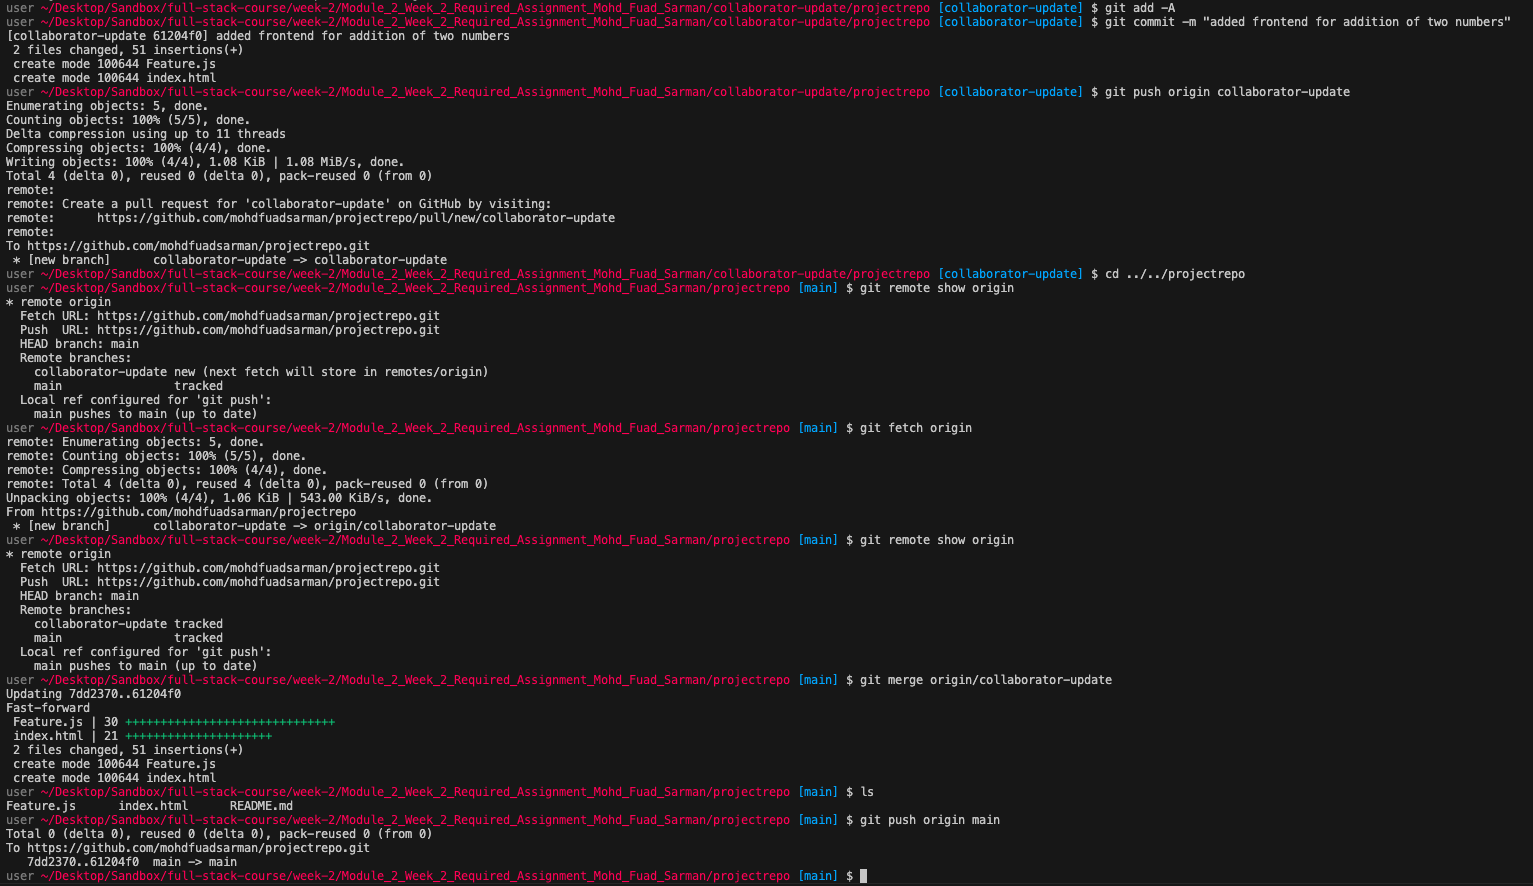 user ~/Desktop/Sandbox/full-stack-course/week-2/Module_2_Week_2_Required_Assignment_Mohd_Fuad_Sarman/collaborator-update/projectrepo [collaborator-update] $ git add -A
user ~/Desktop/Sandbox/full-stack-course/week-2/Module_2_Week_2_Required_Assignment_Mohd_Fuad_Sarman/collaborator-update/projectrepo [collaborator-update] $ git commit -m "added frontend for addition of two numbers"
[collaborator-update 61204f0] added frontend for addition of two numbers
 2 files changed, 51 insertions(+)
 create mode 100644 Feature.js
 create mode 100644 index.html
user ~/Desktop/Sandbox/full-stack-course/week-2/Module_2_Week_2_Required_Assignment_Mohd_Fuad_Sarman/collaborator-update/projectrepo [collaborator-update] $ git push origin collaborator-update
Enumerating objects: 5, done.
Counting objects: 100% (5/5), done.
Delta compression using up to 11 threads
Compressing objects: 100% (4/4), done.
Writing objects: 100% (4/4), 1.08 KiB | 1.08 MiB/s, done.
Total 4 (delta 0), reused 0 (delta 0), pack-reused 0 (from 0)
remote:
remote: Create a pull request for 'collaborator-update' on GitHub by visiting:
remote:      https://github.com/mohdfuadsarman/projectrepo/pull/new/collaborator-update
remote:
To https://github.com/mohdfuadsarman/projectrepo.git
 * [new branch]      collaborator-update -> collaborator-update
user ~/Desktop/Sandbox/full-stack-course/week-2/Module_2_Week_2_Required_Assignment_Mohd_Fuad_Sarman/collaborator-update/projectrepo [collaborator-update] $ cd ../../projectrepo
user ~/Desktop/Sandbox/full-stack-course/week-2/Module_2_Week_2_Required_Assignment_Mohd_Fuad_Sarman/projectrepo [main] $ git remote show origin
* remote origin
  Fetch URL: https://github.com/mohdfuadsarman/projectrepo.git
  Push  URL: https://github.com/mohdfuadsarman/projectrepo.git
  HEAD branch: main
  Remote branches:
    collaborator-update new (next fetch will store in remotes/origin)
    main                tracked
  Local ref configured for 'git push':
    main pushes to main (up to date)
user ~/Desktop/Sandbox/full-stack-course/week-2/Module_2_Week_2_Required_Assignment_Mohd_Fuad_Sarman/projectrepo [main] $ git fetch origin
remote: Enumerating objects: 5, done.
remote: Counting objects: 100% (5/5), done.
remote: Compressing objects: 100% (4/4), done.
remote: Total 4 (delta 0), reused 4 (delta 0), pack-reused 0 (from 0)
Unpacking objects: 100% (4/4), 1.06 KiB | 543.00 KiB/s, done.
From https://github.com/mohdfuadsarman/projectrepo
 * [new branch]      collaborator-update -> origin/collaborator-update
user ~/Desktop/Sandbox/full-stack-course/week-2/Module_2_Week_2_Required_Assignment_Mohd_Fuad_Sarman/projectrepo [main] $ git remote show origin
* remote origin
  Fetch URL: https://github.com/mohdfuadsarman/projectrepo.git
  Push  URL: https://github.com/mohdfuadsarman/projectrepo.git
  HEAD branch: main
  Remote branches:
    collaborator-update tracked
    main                tracked
  Local ref configured for 'git push':
    main pushes to main (up to date)
user ~/Desktop/Sandbox/full-stack-course/week-2/Module_2_Week_2_Required_Assignment_Mohd_Fuad_Sarman/projectrepo [main] $ git merge origin/collaborator-update
Updating 7dd2370..61204f0
Fast-forward
 Feature.js | 30 ++++++++++++++++++++++++++++++
 index.html | 21 +++++++++++++++++++++
 2 files changed, 51 insertions(+)
 create mode 100644 Feature.js
 create mode 100644 index.html
user ~/Desktop/Sandbox/full-stack-course/week-2/Module_2_Week_2_Required_Assignment_Mohd_Fuad_Sarman/projectrepo [main] $ ls
Feature.js      index.html      README.md
user ~/Desktop/Sandbox/full-stack-course/week-2/Module_2_Week_2_Required_Assignment_Mohd_Fuad_Sarman/projectrepo [main] $ git push origin main
Total 0 (delta 0), reused 0 (delta 0), pack-reused 0 (from 0)
To https://github.com/mohdfuadsarman/projectrepo.git
   7dd2370..61204f0  main -> main
user ~/Desktop/Sandbox/full-stack-course/week-2/Module_2_Week_2_Required_Assignment_Mohd_Fuad_Sarman/projectrepo [main] $